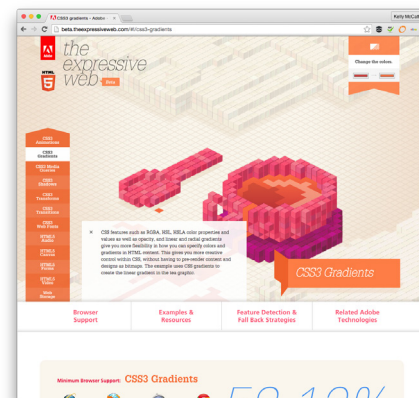 CSS3 gradients - Adobe
Kelly McCat
beta.theexpressiveweb.com/#/css3-gradients
Adobe
the
expressive
web
Beta
HTML
5
Change the colors.
CSS3
Animations
CSS3
Gradients
CSS3 Media
Queries
CSS3
Shadows
CSS3
Transforms
CSS3
Transitions
CSS3
Web Fonts
HTML5
Audio
HTML5
Canvas
HTML5
Forms
HTML5
Video
Web
Storage
× CSS features such as RGBA, HSL, HSLA color properties and
values as well as opacity, and linear and radial gradients
give you more flexibility in how you can specify colors and
gradients in HTML content. This gives you more creative
control within CSS, without having to pre-render content and
designs as bitmaps. The example uses CSS gradients to
create the linear gradient in the tea graphic.
CSS3 Gradients
Browser
Support
Examples &
Resources
Feature Detection &
Fall Back Strategies
Related Adobe
Technologies
Minimum Browser Support: CSS3 Gradients